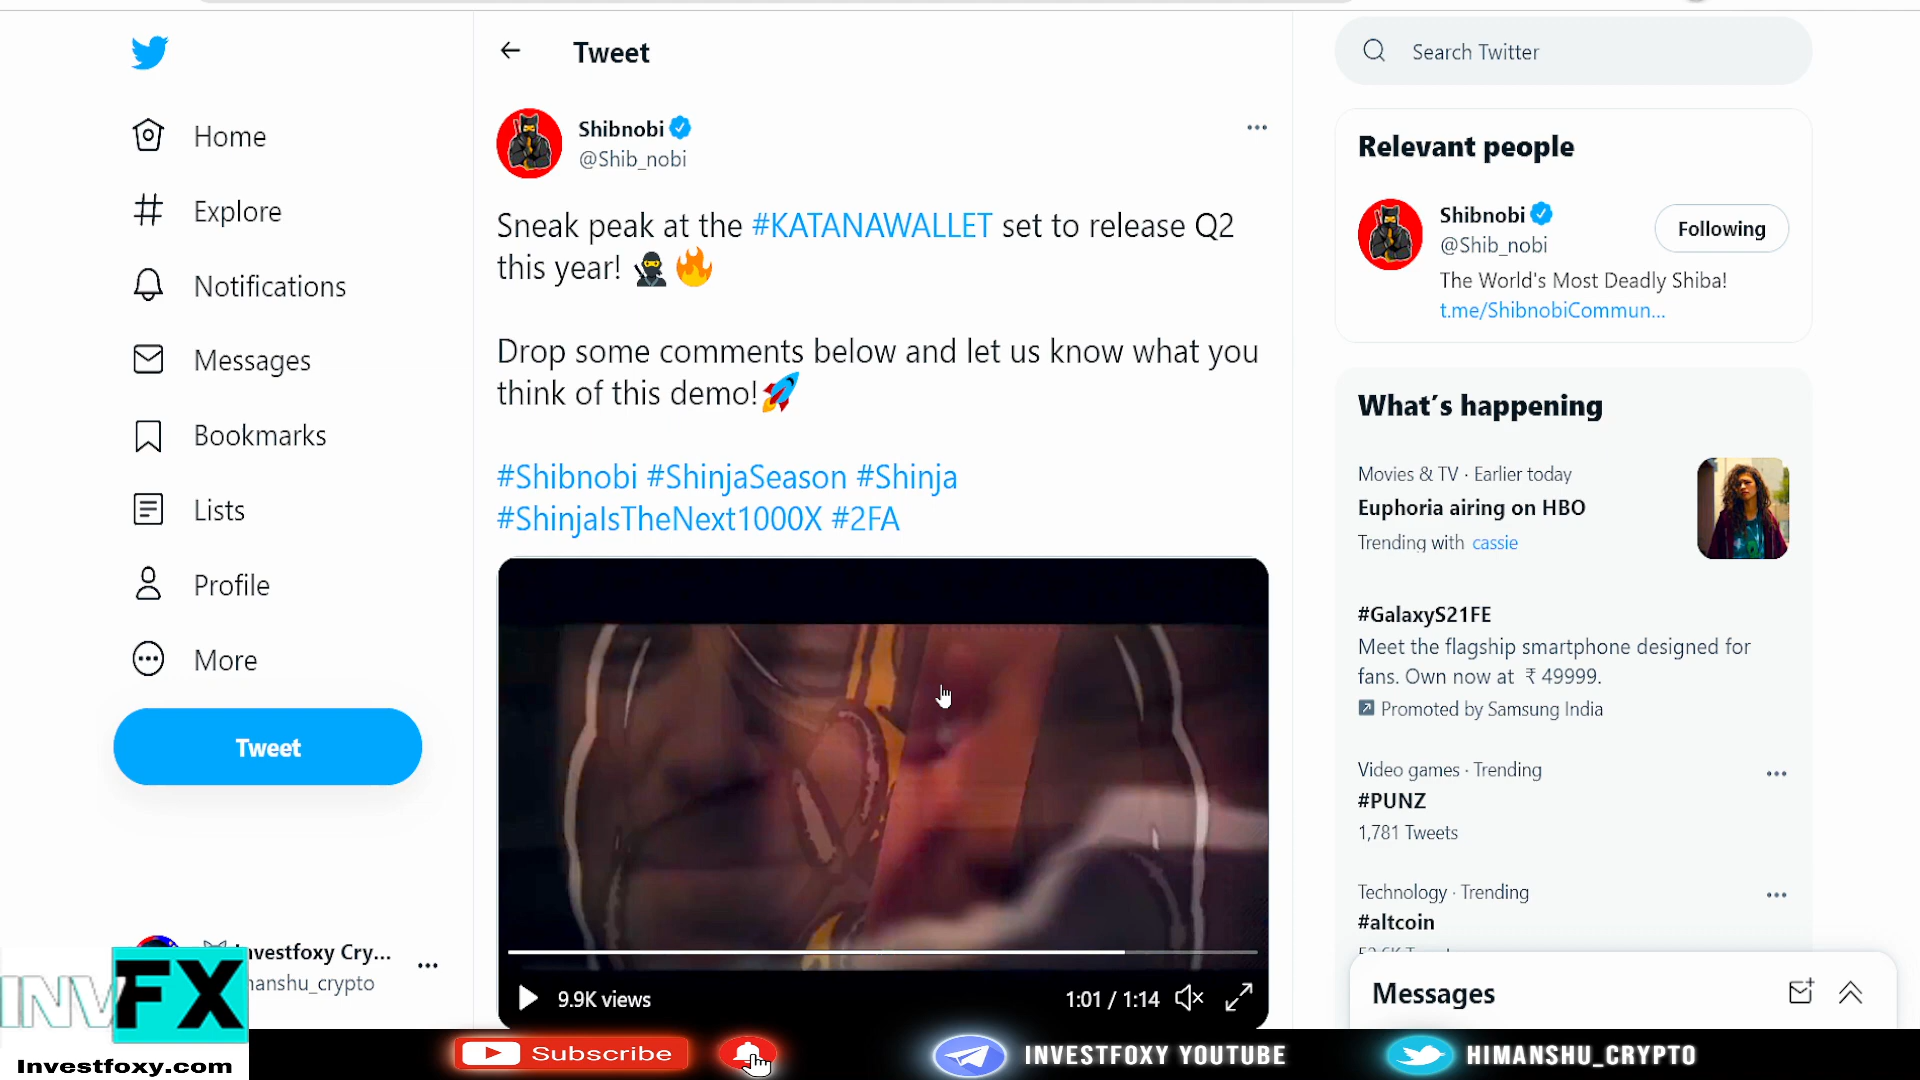 Tweet
Search Twitter
Home
Explore
Notifications
Messages
Bookmarks
Lists
Profile
More
Tweet
Investfoxy Cry...
Shibnobi
@Shib_nobi
Sneak peak at the #KATANAWALLET set to release Q2
this year!
Drop some comments below and let us know what you
think of this demo!
#Shibnobi #ShinjaSeason #Shinja
#ShinjaIsTheNext1000X #2FA
9.9K views
1:01 / 1:14
Relevant people
Shibnobi
@Shib_nobi
Following
The World's Most Deadly Shiba!
t.me/ShibnobiCommun...
What's happening
Movies & TV · Earlier today
Euphoria airing on HBO
Trending with cassie
#GalaxyS21FE
Meet the flagship smartphone designed for
fans. Own now at ₹ 49999.
Promoted by Samsung India
Video games · Trending
#PUNZ
1,781 Tweets
Technology · Trending
#altcoin
Messages
INVFX
Investfoxy.com
Subscribe
INVESTFOXY YOUTUBE
HIMANSHU_CRYPTO